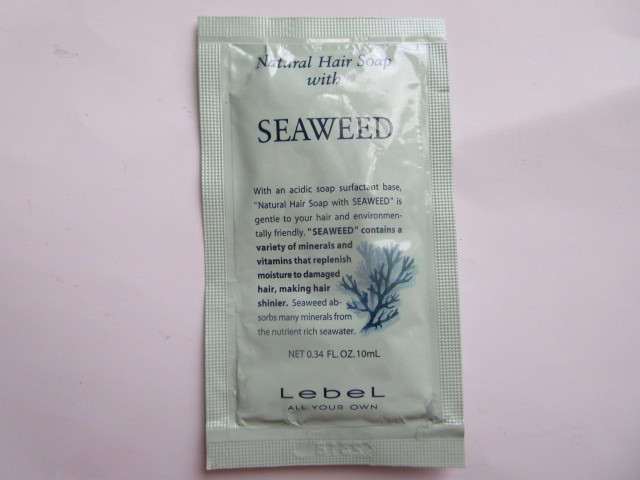 Natural Hair Soap
with
SEAWEED
With an acidic soap surfactant base,
"Natural Hair Soap with SEAWEED" is
gentle to your hair and environmen-
tally friendly. "SEAWEED" contains a
variety of minerals and
vitamins that replenish
moisture to damaged
hair, making hair
shinier. Seaweed ab-
sorbs many minerals from
the nutrient rich seawater.
NET 0.34 FL.OZ.10mL
LebeL
ALL YOUR OWN